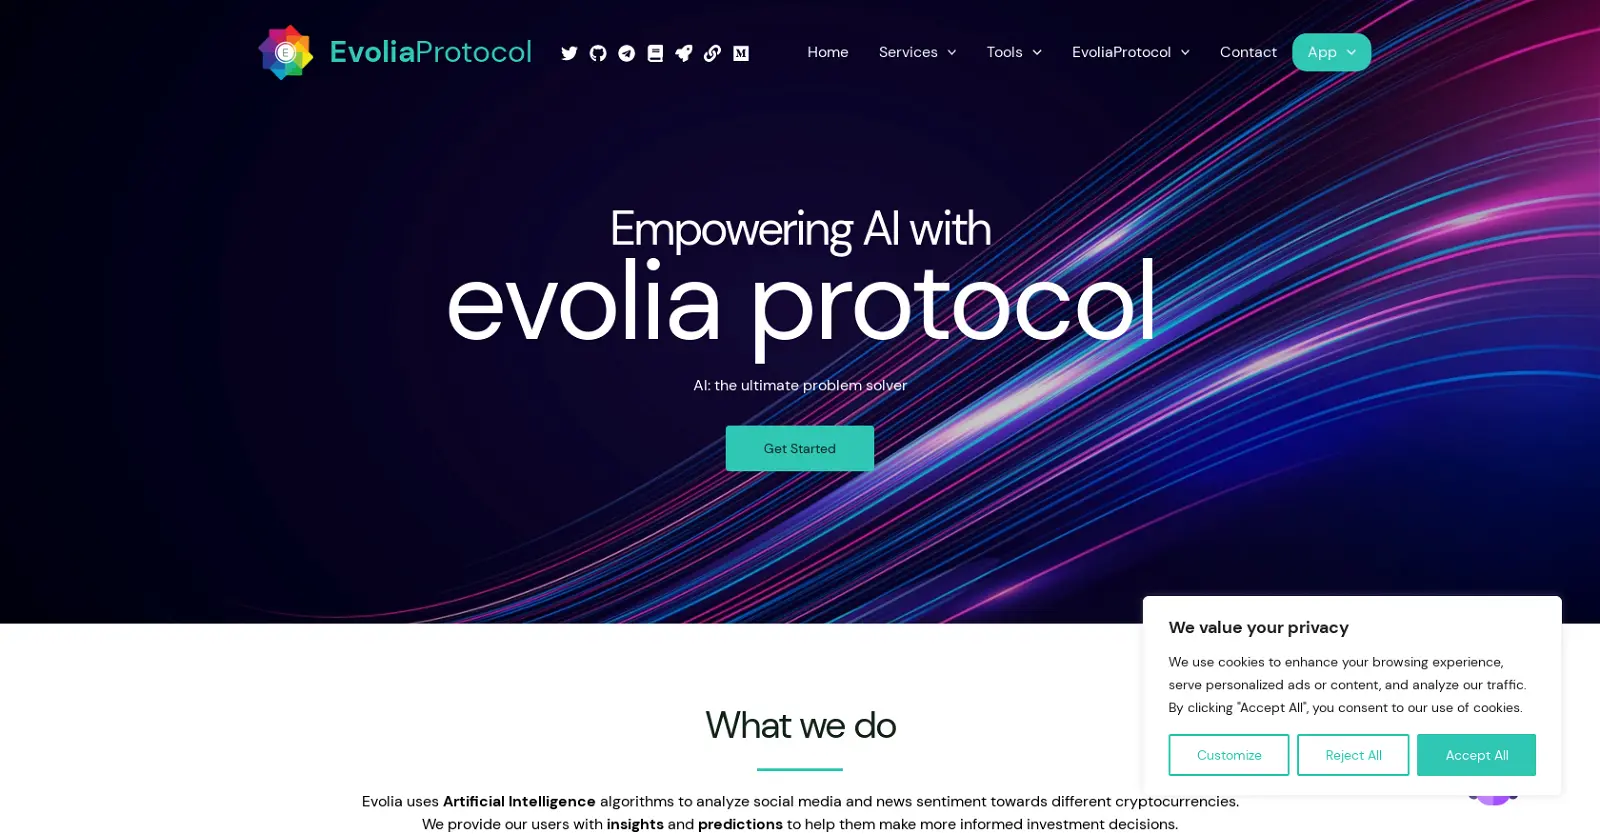 E
EvoliaProtocol
Home
Services
Tools
EvoliaProtocol
Contact
App
Empowering AI with
evolia protocol
AI: the ultimate problem solver
Get Started
What we do
Evolia uses Artificial Intelligence algorithms to analyze social media and news sentiment towards different cryptocurrencies.
We provide our users with insights and predictions to help them make more informed investment decisions.
We value your privacy
We use cookies to enhance your browsing experience,
serve personalized ads or content, and analyze our traffic.
By clicking "Accept All", you consent to our use of cookies.
Customize
Reject All
Accept All